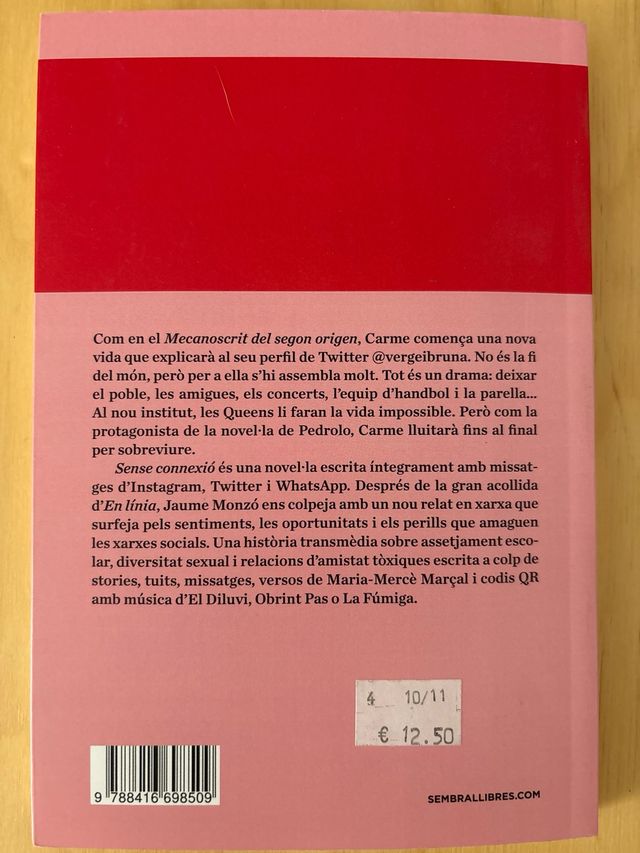 Com en el Mecanoscrit del segon origen, Carme comença una nova
vida que explicarà al seu perfil de Twitter @vergeibruna. No és la fi
del món, però per a ella s'hi assembla molt. Tot és un drama: deixar
el poble, les amigues, els concerts, l'equip d'handbol i la parella...
Al nou institut, les Queens li faran la vida impossible. Però com la
protagonista de la novel·la de Pedrolo, Carme lluitarà fins al final
per sobreviure.
Sense connexió és una novel·la escrita íntegrament amb missat-
ges d'Instagram, Twitter i WhatsApp. Després de la gran acollida
d'En línia, Jaume Monzó ens colpeja amb un nou relat en xarxa que
surfeja pels sentiments, les oportunitats i els perills que amaguen
les xarxes socials. Una història transmèdia sobre assetjament esco-
lar, diversitat sexual i relacions d'amistat tòxiques escrita a colp de
stories, tuits, missatges, versos de Maria-Mercè Marçal i codis QR
amb música d'El Diluvi, Obrint Pas o La Fúmiga.
4 10/11
€ 12.50
9 788416 698509
SEMBRALLIBRES.COM